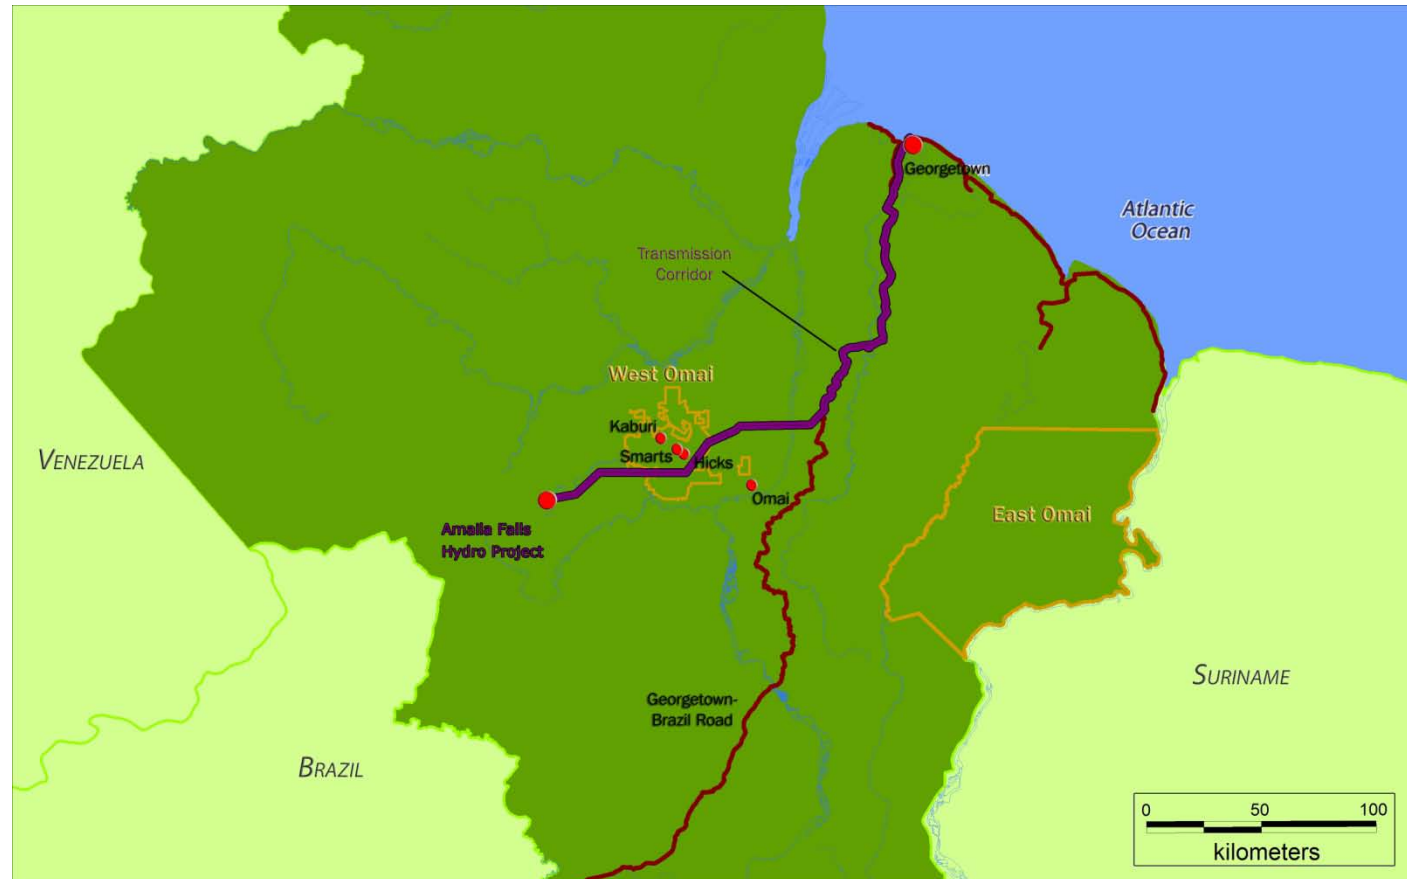 Georgetown
Atlantic
Ocean
Transmission
Corridor
West Omai
Kaburi
Smarts
Hicks
VENEZUELA
Omai
East Omai
Amaila Falls
Hydro Project
SURINAME
Georgetown-
Brazil Road
BRAZIL
0 50 100
kilometers